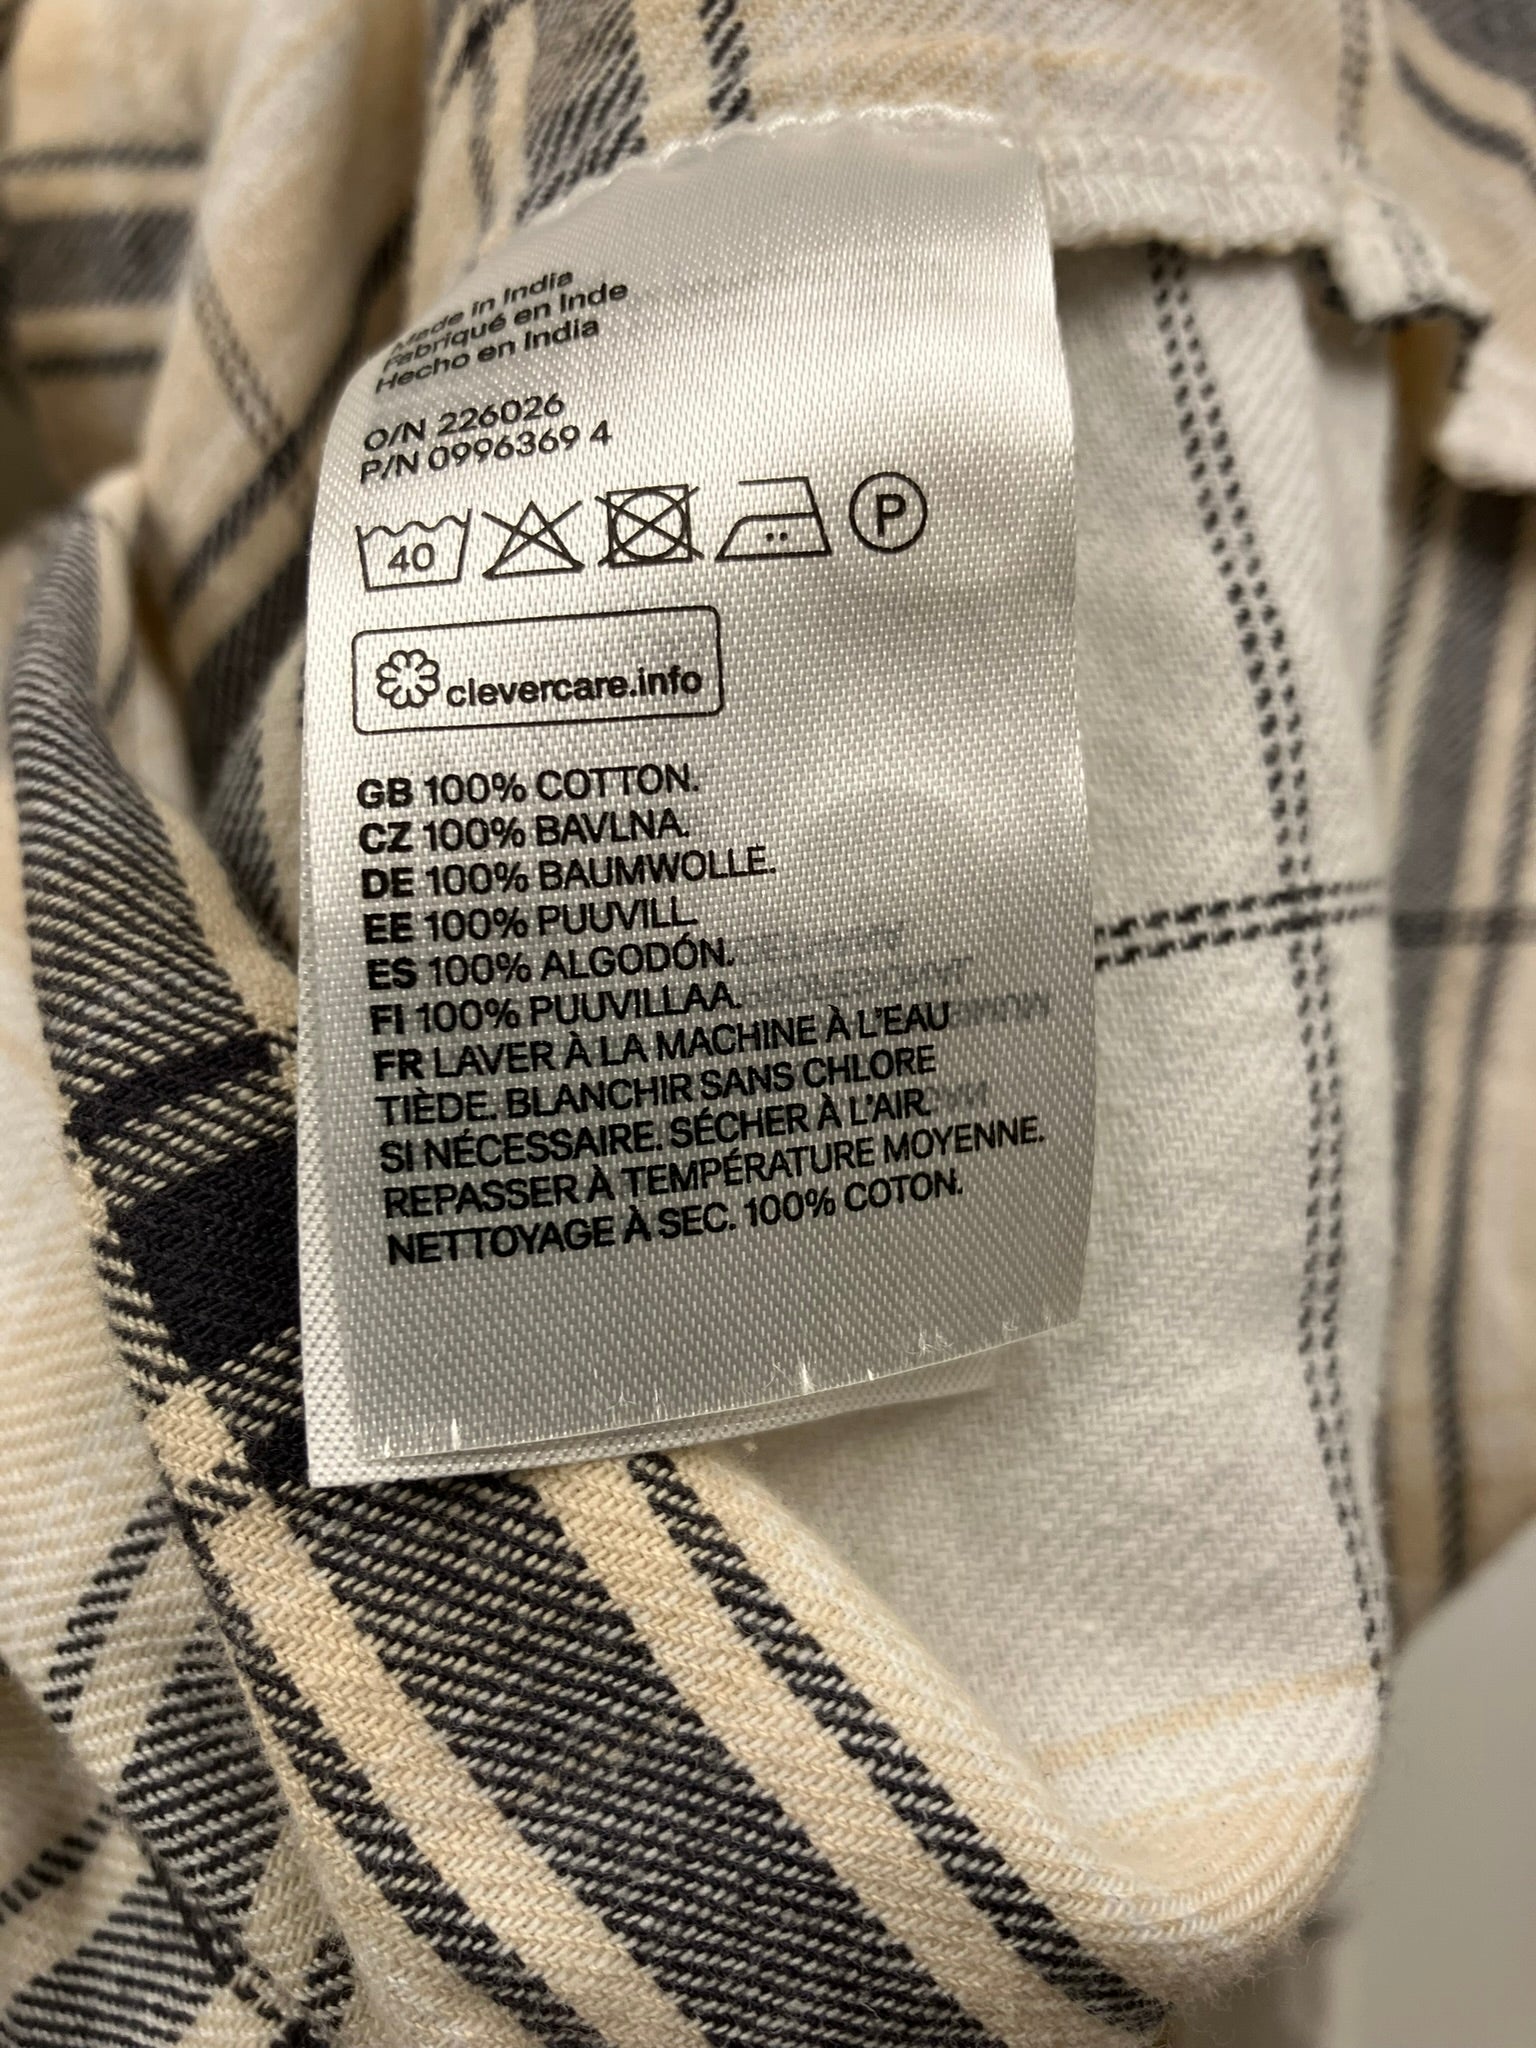 Made in India
Fabriqué en Inde
Hecho en India
O/N 226026
P/N 0996369 4
40
P
clevercare.info
GB 100% COTTON.
CZ 100% BAVLNA.
DE 100% BAUMWOLLE.
EE 100% PUUVILL.
ES 100% ALGODÓN.
FI 100% PUUVILLAA.
FR LAVER À LA MACHINE À L'EAU
TIÈDE. BLANCHIR SANS CHLORE
SI NÉCESSAIRE. SÉCHER À L'AIR.
REPASSER À TEMPÉRATURE MOYENNE.
NETTOYAGE À SEC. 100% COTON.